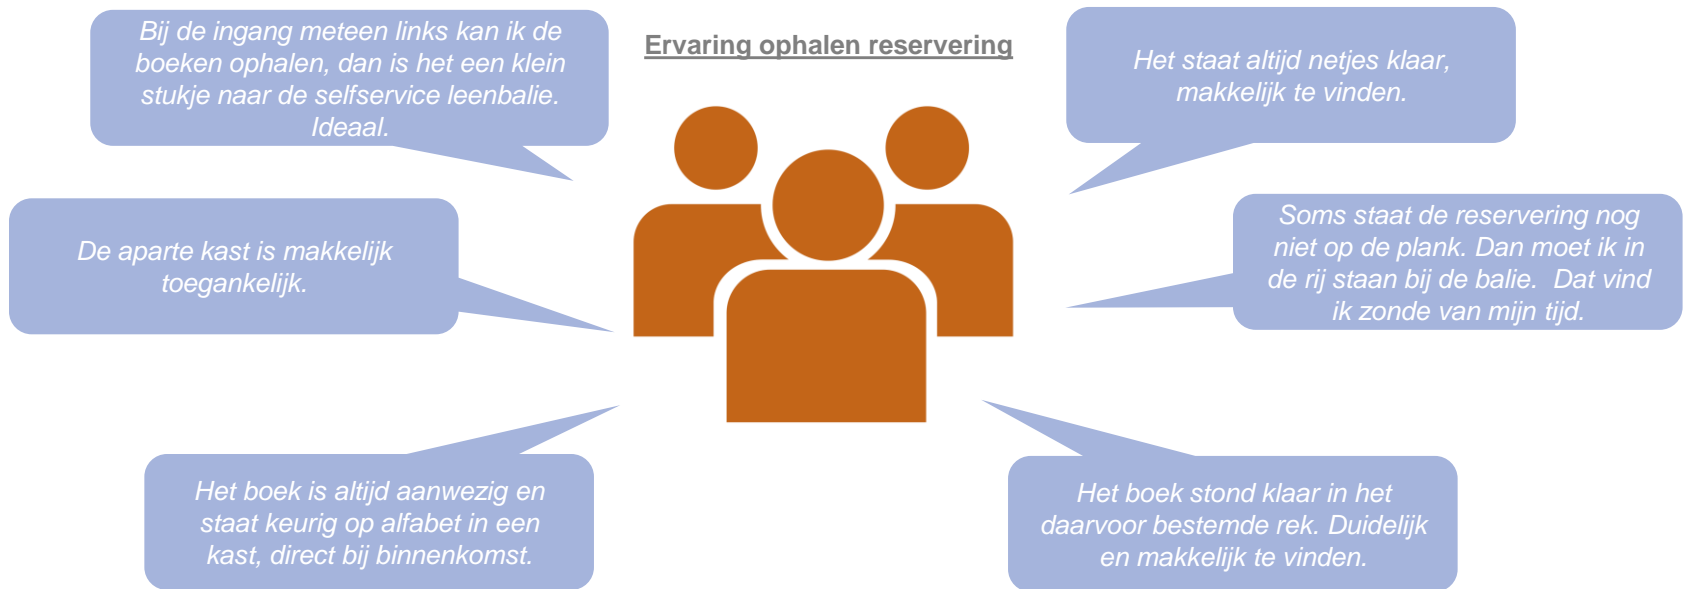 Ervaring ophalen reservering
Bij de ingang meteen links kan ik de
boeken ophalen, dan is het een klein
stukje naar de selfservice leenbalie.
Ideaal.
Het staat altijd netjes klaar,
makkelijk te vinden.
De aparte kast is makkelijk
toegankelijk.
Soms staat de reservering nog
niet op de plank. Dan moet ik in
de rij staan bij de balie.  Dat vind
ik zonde van mijn tijd.
Het boek is altijd aanwezig en
staat keurig op alfabet in een
kast, direct bij binnenkomst.
Het boek stond klaar in het
daarvoor bestemde rek. Duidelijk
en makkelijk te vinden.